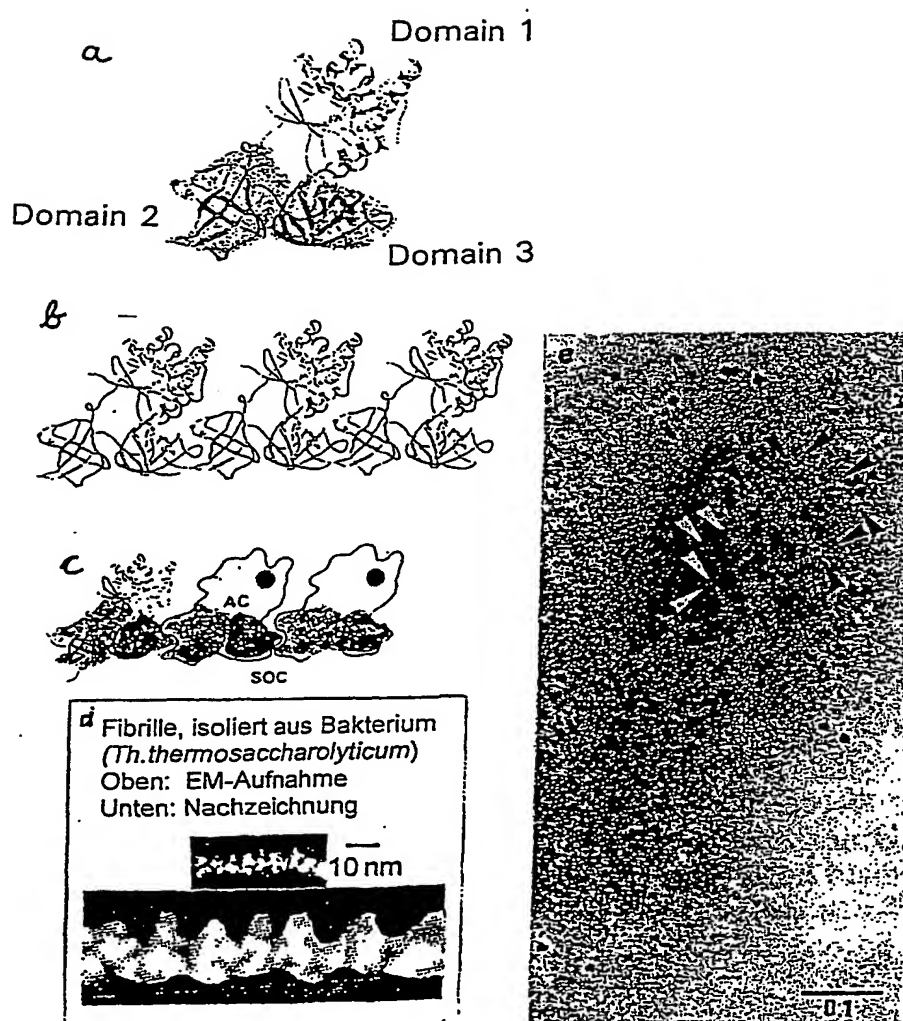 a
Domain 1
Domain 2
Domain 3
b
c
AC
SOC
d
Fibrille, isoliert aus Bakterium
(Th.thermosaccharolyticum)
Oben: EM-Aufnahme
Unten: Nachzeichnung
10 nm
e
0.1